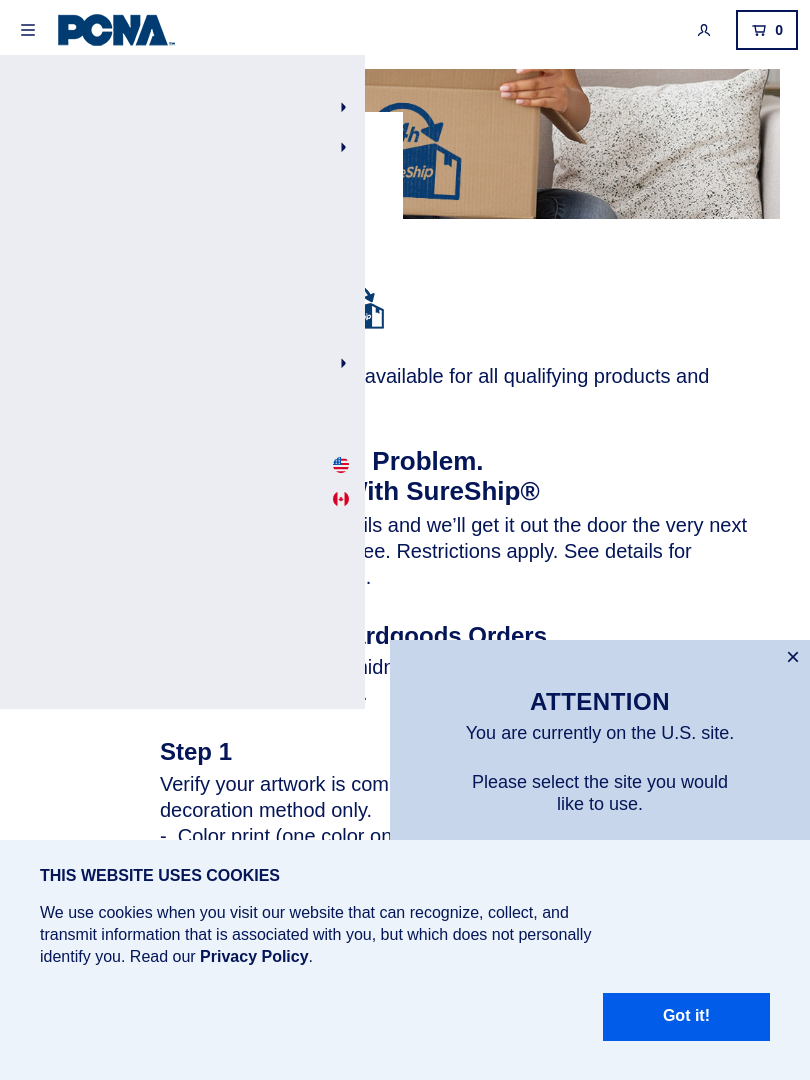 PCNA
0
4h
eShip
available for all qualifying products and
Problem.
With SureShip®
ils and we’ll get it out the door the very next
ee. Restrictions apply. See details for
.
ardgoods Orders
Step 1
Verify your artwork is com
decoration method only.
- Color print (one color on
ATTENTION
You are currently on the U.S. site.
Please select the site you would
like to use.
THIS WEBSITE USES COOKIES
We use cookies when you visit our website that can recognize, collect, and
transmit information that is associated with you, but which does not personally
identify you. Read our Privacy Policy.
Got it!